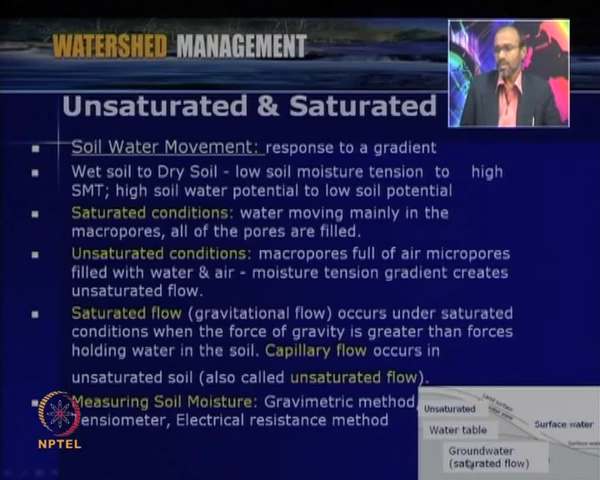 WATERSHED MANAGEMENT
Unsaturated & Saturated
Soil Water Movement: response to a gradient
Wet soil to Dry Soil - low soil moisture tension to high
SMT; high soil water potential to low soil potential
Saturated conditions: water moving mainly in the
macropores, all of the pores are filled.
Unsaturated conditions: macropores full of air micropores
filled with water & air - moisture tension gradient creates
unsaturated flow.
Saturated flow (gravitational flow) occurs under saturated
conditions when the force of gravity is greater than forces
holding water in the soil. Capillary flow occurs in
unsaturated soil (also called unsaturated flow).
Measuring Soil Moisture: Gravimetric method,
Tensiometer, Electrical resistance method
NPTEL
Land surface
Unsaturated
Surface water
Water table
Surface water
Groundwater
(saturated flow)